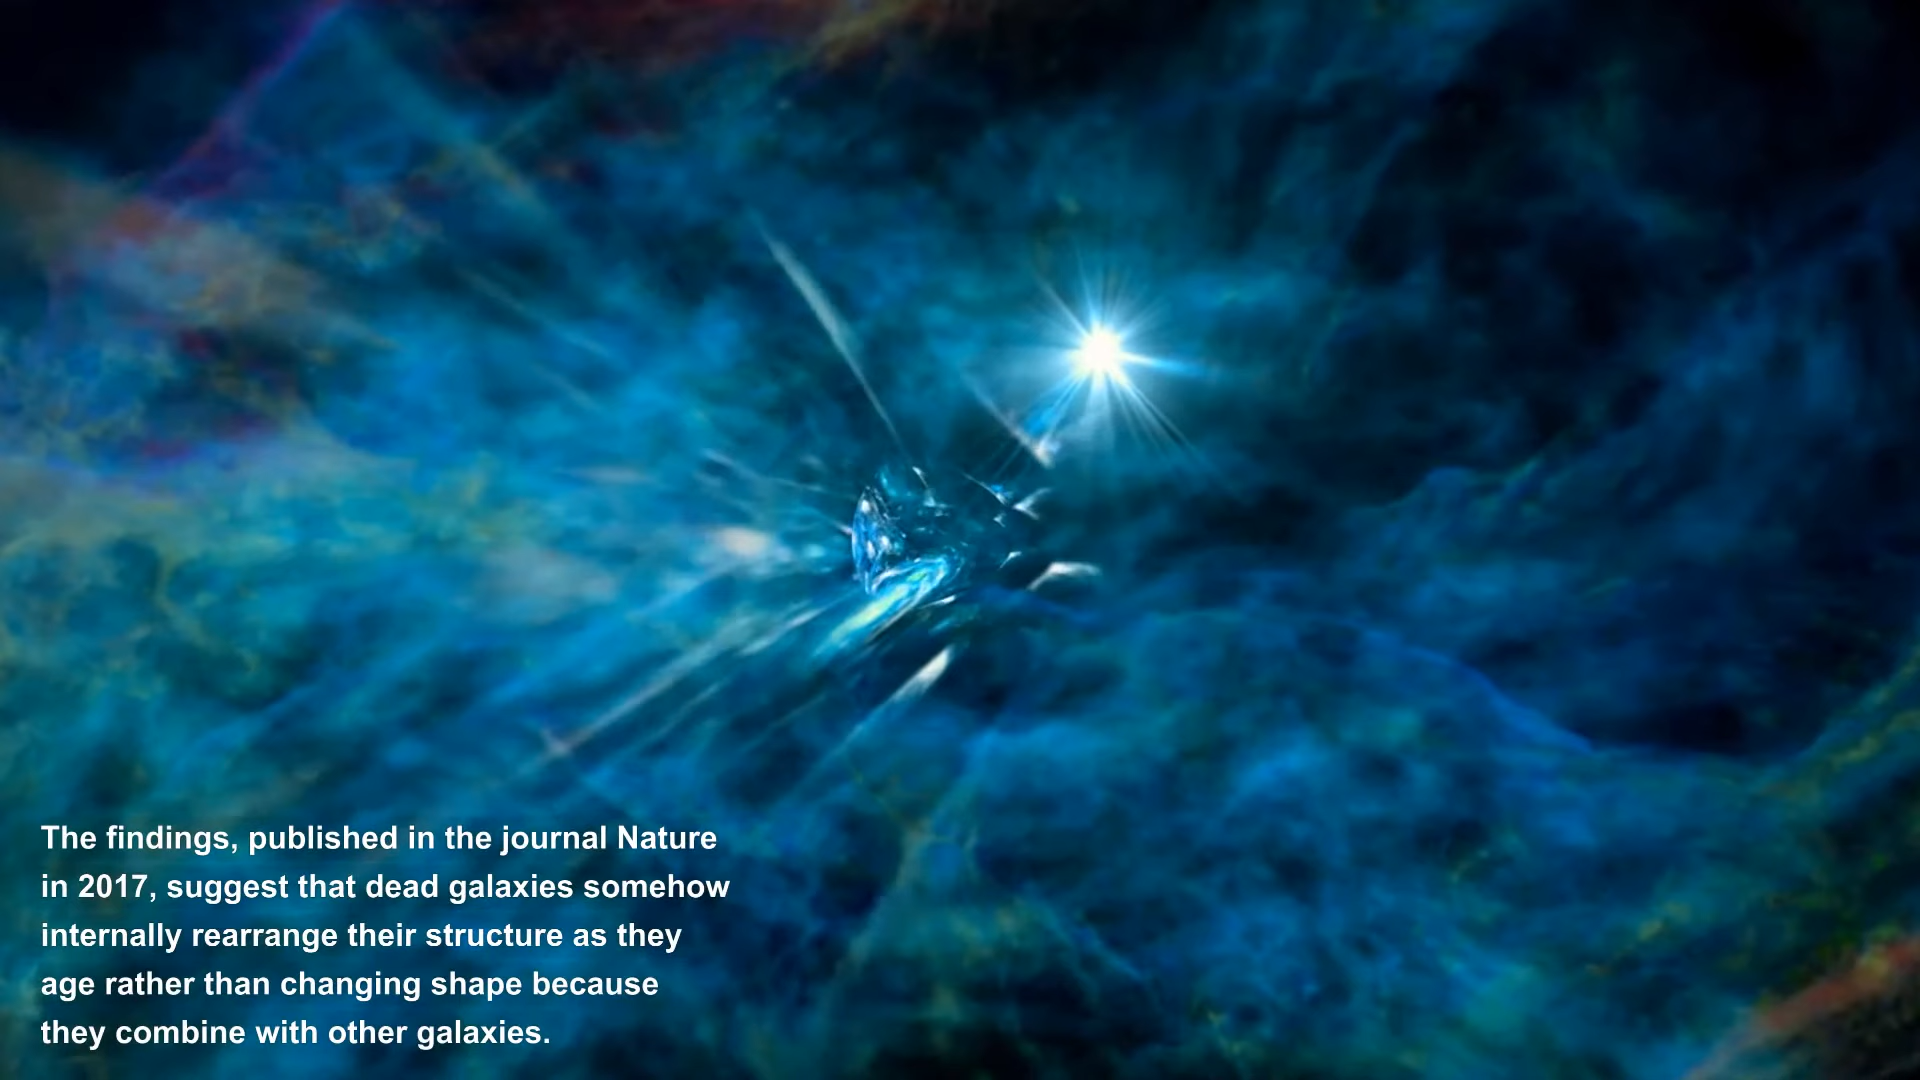 The findings, published in the journal Nature
in 2017, suggest that dead galaxies somehow
internally rearrange their structure as they
age rather than changing shape because
they combine with other galaxies.